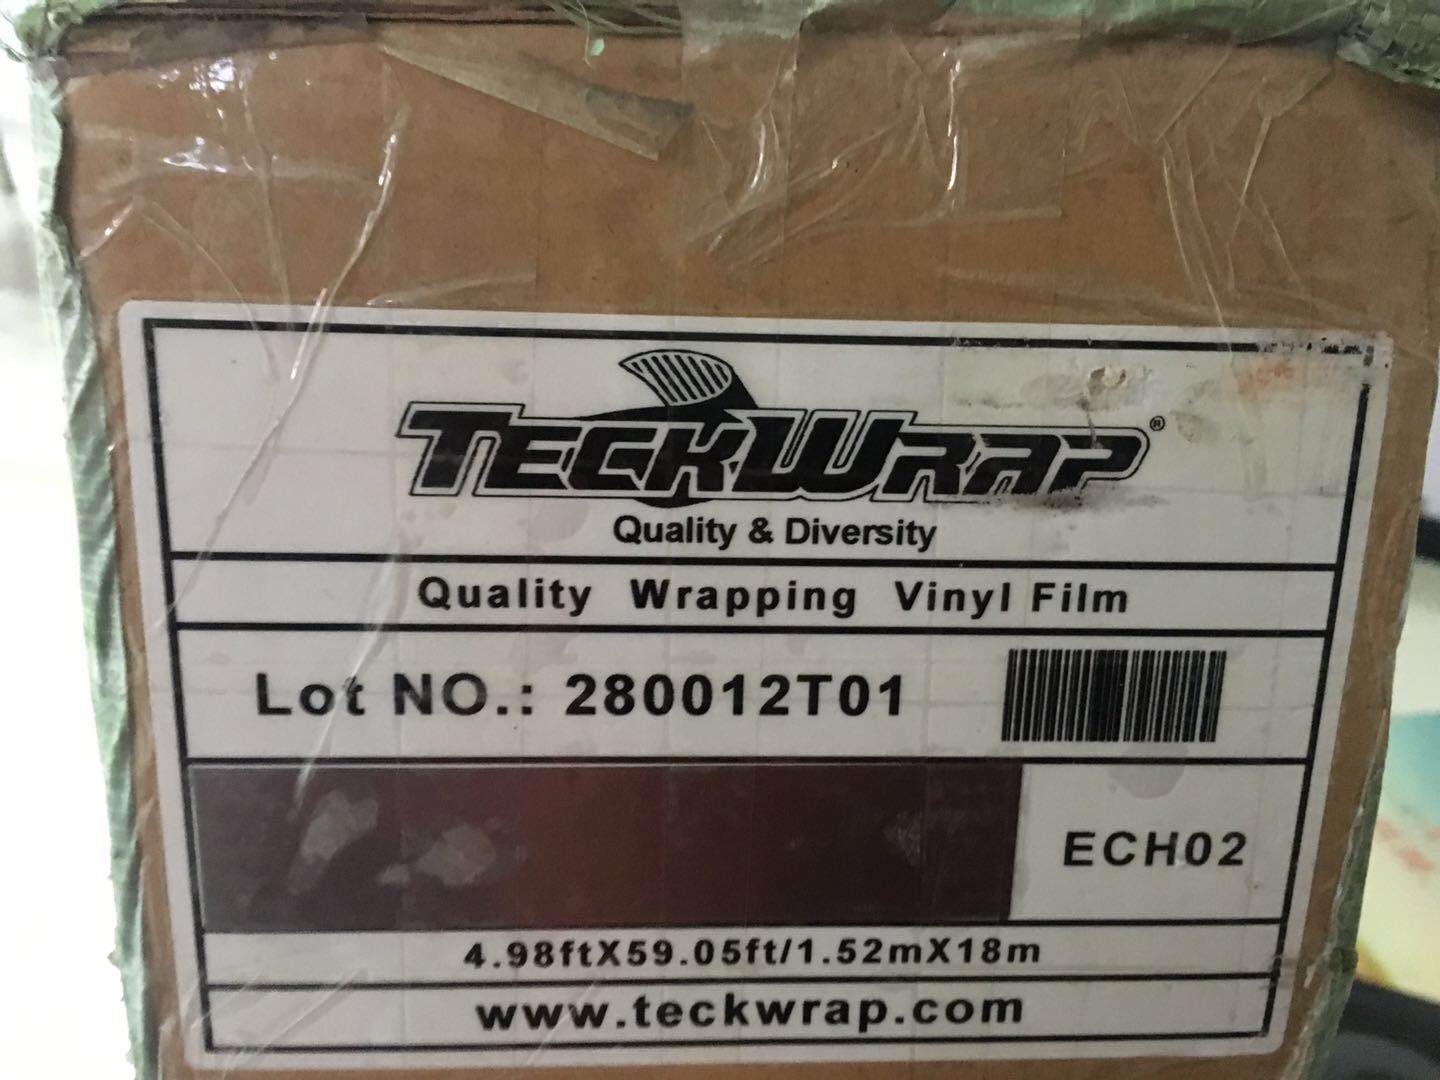 TECKWRAP®
Quality & Diversity
Quality Wrapping Vinyl Film
Lot NO.: 280012T01
ECH02
4.98ftX59.05ft/1.52mX18m
www.teckwrap.com